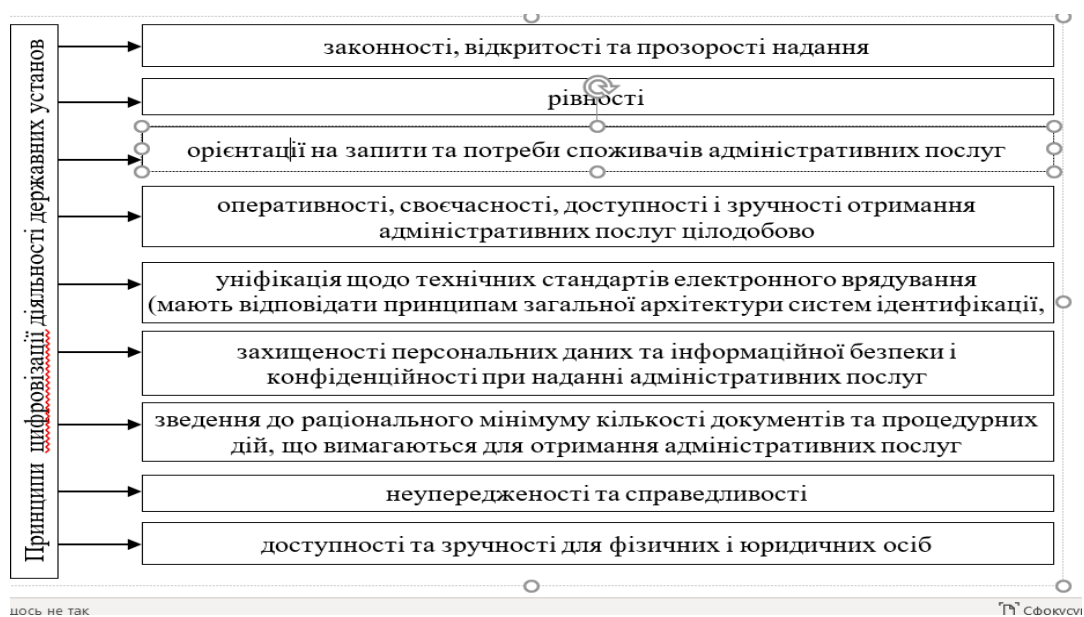 Принципи цифровізації діяльності державних установ
законності, відкритості та прозорості надання
рівності
орієнтації на запити та потреби споживачів адміністративних послуг
оперативності, своєчасності, доступності і зручності отримання
адміністративних послуг цілодобово
уніфікація щодо технічних стандартів електронного врядування
(мають відповідати принципам загальної архітектури систем ідентифікації,
захищеності персональних даних та інформаційної безпеки і
конфіденційності при наданні адміністративних послуг
зведення до раціонального мінімуму кількості документів та процедурних
дій, що вимагаються для отримання адміністративних послуг
неупередженості та справедливості
доступності та зручності для фізичних і юридичних осіб
щось не так